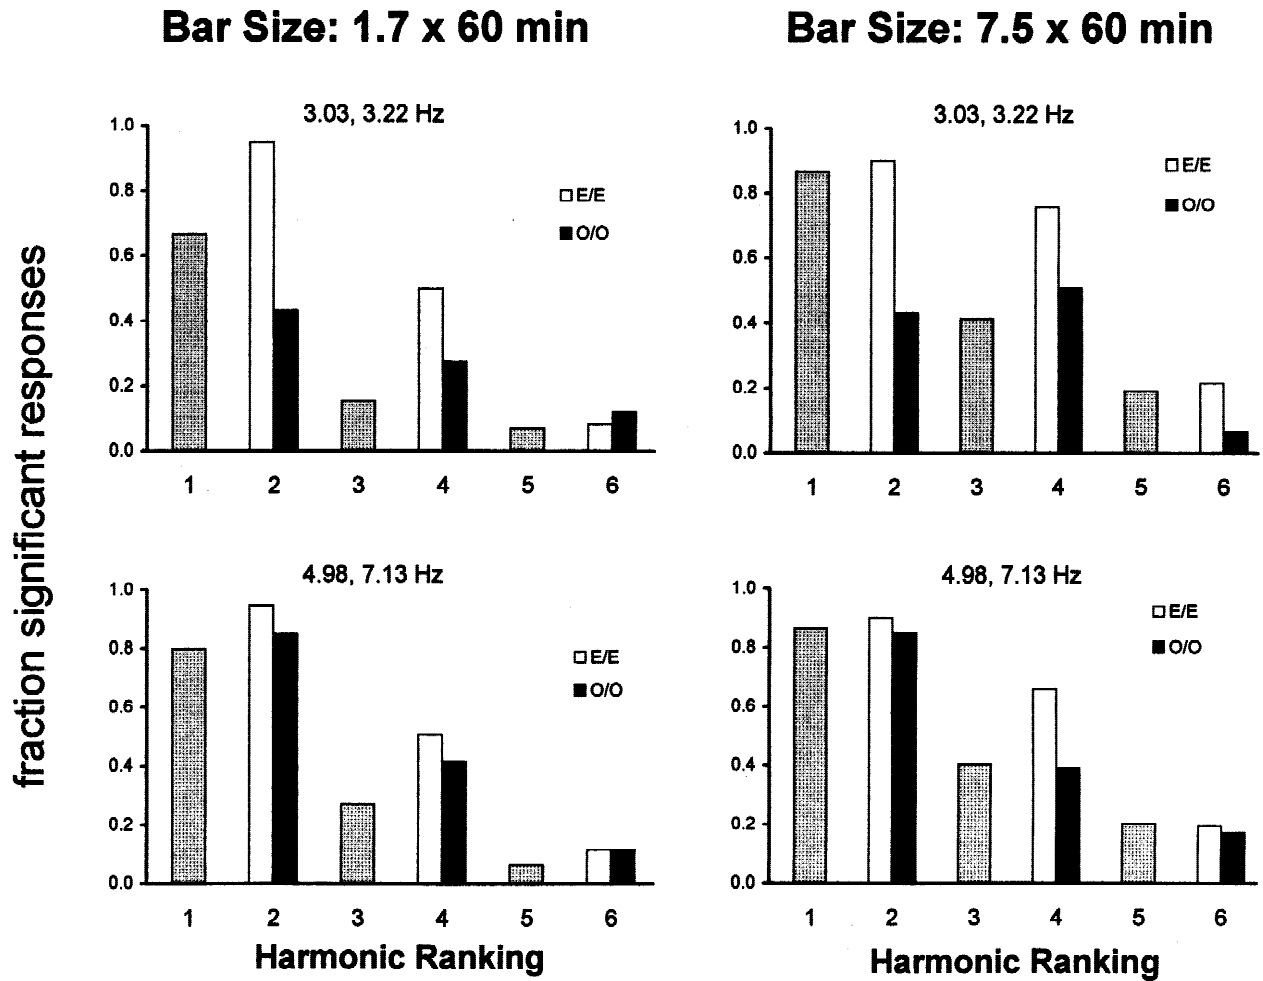 Bar Size: 1.7 x 60 min
Bar Size: 7.5 x 60 min
fraction significant responses
3.03, 3.22 Hz
1.0
0.8
0.6
0.4
0.2
0.0
E/E
O/O
1 2 3 4 5 6
3.03, 3.22 Hz
1.0
0.8
0.6
0.4
0.2
0.0
E/E
O/O
1 2 3 4 5 6
4.98, 7.13 Hz
1.0
0.8
0.6
0.4
0.2
0.0
E/E
O/O
1 2 3 4 5 6
Harmonic Ranking
4.98, 7.13 Hz
1.0
0.8
0.6
0.4
0.2
0.0
E/E
O/O
1 2 3 4 5 6
Harmonic Ranking